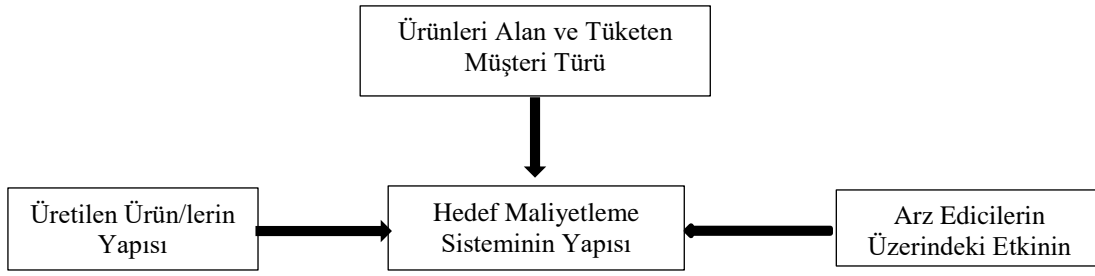 Ürünleri Alan ve Tüketen
Müşteri Türü
Üretilen Ürün/lerin
Yapısı
Hedef Maliyetleme
Sisteminin Yapısı
Arz Edicilerin
Üzerindeki Etkinin